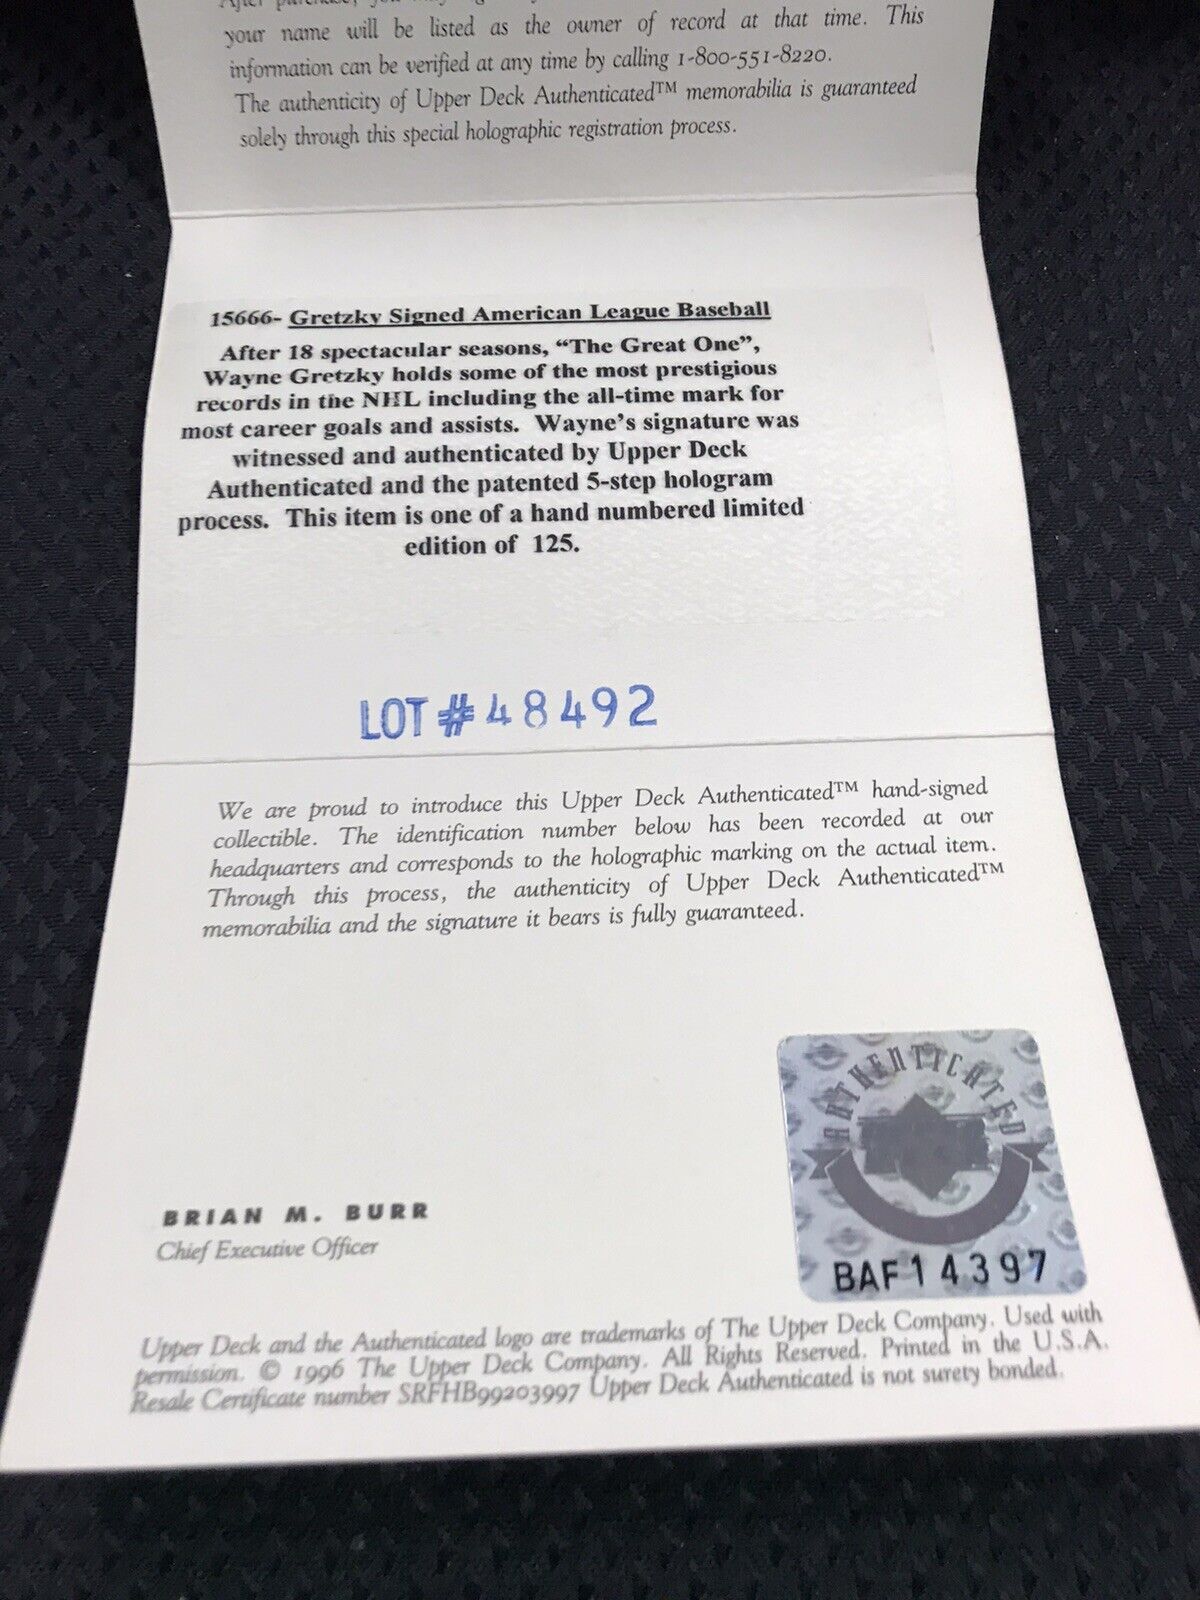 After purchase, you may
your name will be listed as the owner of record at that time. This
information can be verified at any time by calling 1-800-551-8220.
The authenticity of Upper Deck Authenticated™ memorabilia is guaranteed
solely through this special holographic registration process.
15666- Gretzky Signed American League Baseball
After 18 spectacular seasons, “The Great One”,
Wayne Gretzky holds some of the most prestigious
records in the NHL including the all-time mark for
most career goals and assists. Wayne’s signature was
witnessed and authenticated by Upper Deck
Authenticated and the patented 5-step hologram
process. This item is one of a hand numbered limited
edition of 125.
LOT # 48492
We are proud to introduce this Upper Deck Authenticated™ hand-signed
collectible. The identification number below has been recorded at our
headquarters and corresponds to the holographic marking on the actual item.
Through this process, the authenticity of Upper Deck Authenticated™
memorabilia and the signature it bears is fully guaranteed.
AUTHENTICATED
BAF14397
BRIAN M. BURR
Chief Executive Officer
Upper Deck and the Authenticated logo are trademarks of The Upper Deck Company. Used with
permission. © 1996 The Upper Deck Company. All Rights Reserved. Printed in the U.S.A.
Resale Certificate number SRFHB99203997 Upper Deck Authenticated is not surety bonded.